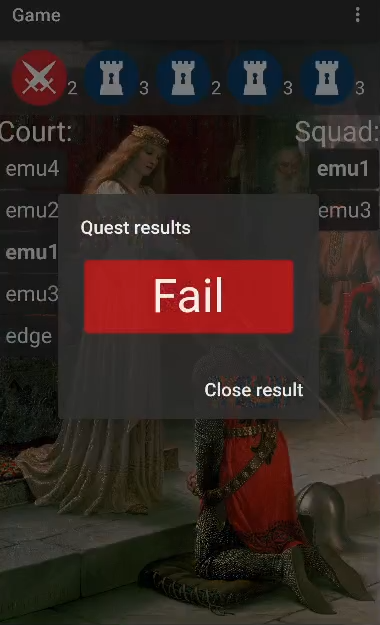 Game
2 3 2 3 3
Court: Squad:
emu4 emu1
emu2 emu3
emu1
emu3
edge
Quest results
Fail
Close result